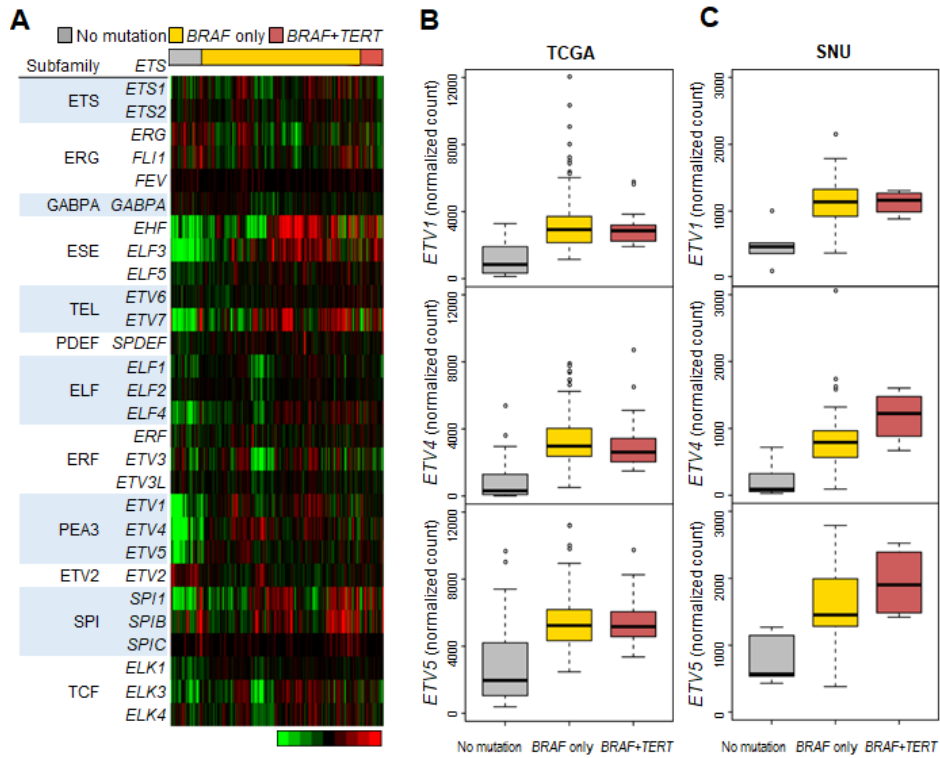 A
No mutation BRAF only BRAF+TERT
Subfamily ETS
ETS ETS1
ETS2
ERG ERG
FLI1
FEV
GABPA GABPA
ESE EHF
ELF3
ELF5
TEL ETV6
ETV7
PDEF SPDEF
ELF ELF1
ELF2
ELF4
ERF ERF
ETV3
ETV3L
PEA3 ETV1
ETV4
ETV5
ETV2 ETV2
SPI SPI1
SPIB
SPIC
TCF ELK1
ELK3
ELK4
B
TCGA
ETV1 (normalized count)
0 4000 8000 12000
ETV4 (normalized count)
0 4000 8000 12000
ETV5 (normalized count)
0 4000 8000 12000
No mutation BRAF only BRAF+TERT
C
SNU
ETV1 (normalized count)
0 1000 2000 3000
ETV4 (normalized count)
0 1000 2000 3000
ETV5 (normalized count)
0 1000 2000 3000
No mutation BRAF only BRAF+TERT